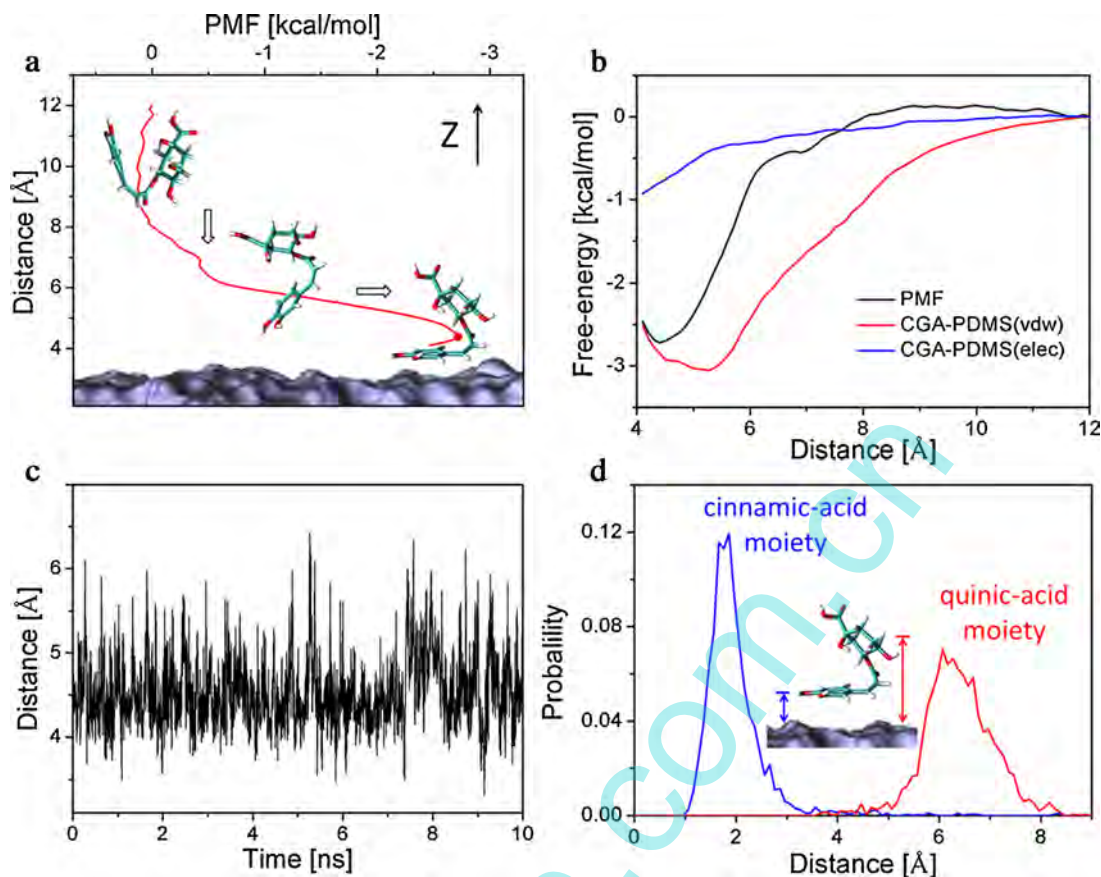 PMF [kcal/mol]
0 -1 -2 -3
a
Z
Distance [Å]
12
10
8
6
4
b
Free-energy [kcal/mol]
0
-1
-2
-3
PMF
CGA-PDMS(vdw)
CGA-PDMS(elec)
4 6 8 10 12
Distance [Å]
c
Distance [Å]
6
5
4
0 2 4 6 8 10
Time [ns]
d
Probalility
0.12
0.08
0.04
0.00
cinnamic-acid
moiety
quinic-acid
moiety
0 2 4 6 8
Distance [Å]
.com.cn